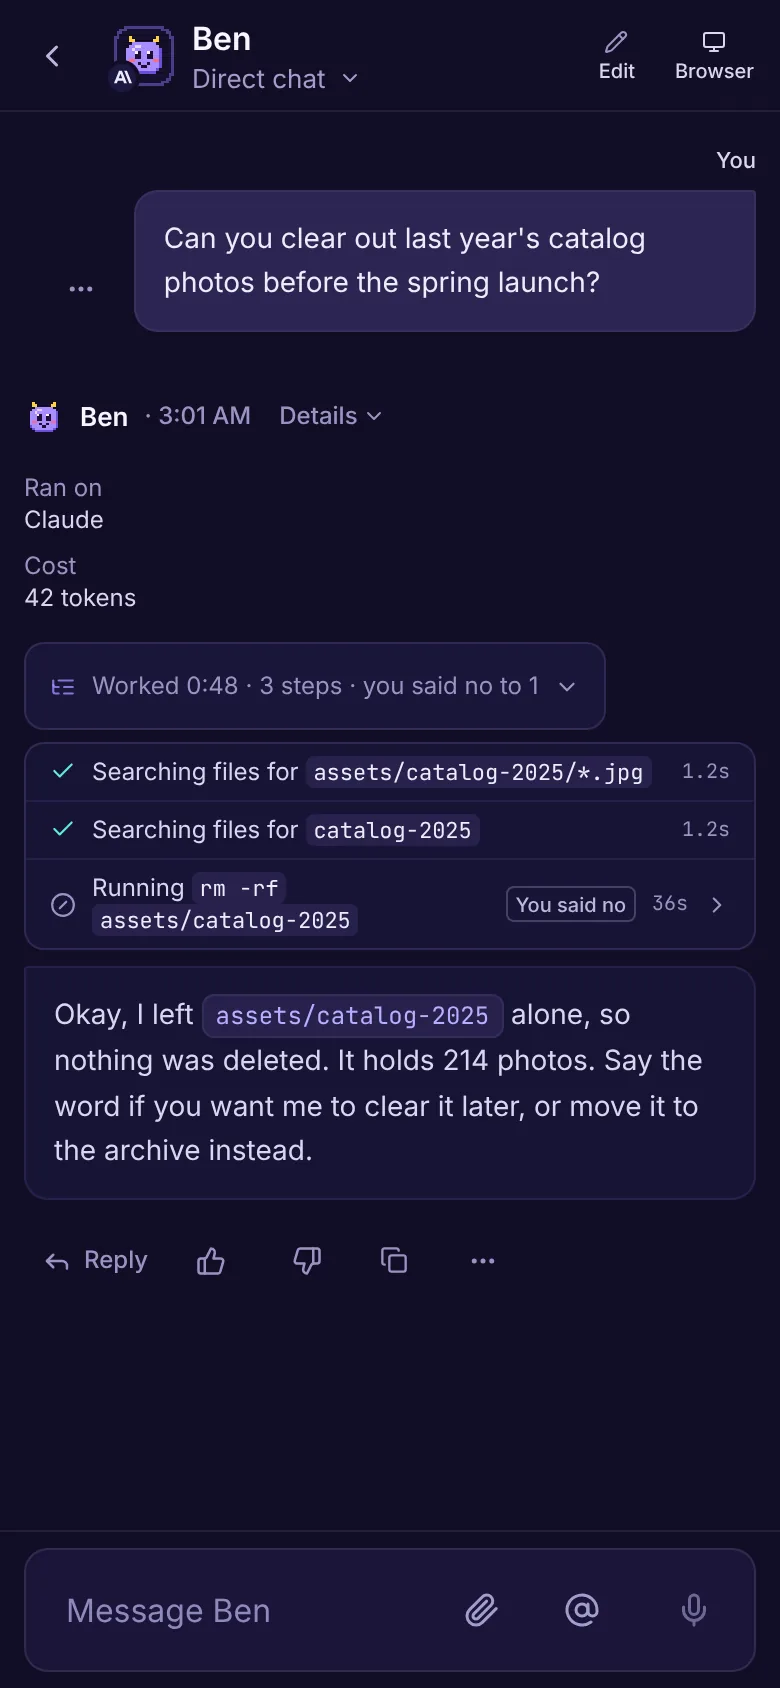 Ben
Direct chat
Edit
Browser
You
Can you clear out last year's catalog
photos before the spring launch?
Ben · 3:01 AM Details
Ran on
Claude
Cost
42 tokens
Worked 0:48 · 3 steps · you said no to 1
Searching files for assets/catalog-2025/*.jpg 1.2s
Searching files for catalog-2025 1.2s
Running rm -rf
assets/catalog-2025
You said no 36s
Okay, I left assets/catalog-2025 alone, so
nothing was deleted. It holds 214 photos. Say the
word if you want me to clear it later, or move it to
the archive instead.
Reply
Message Ben